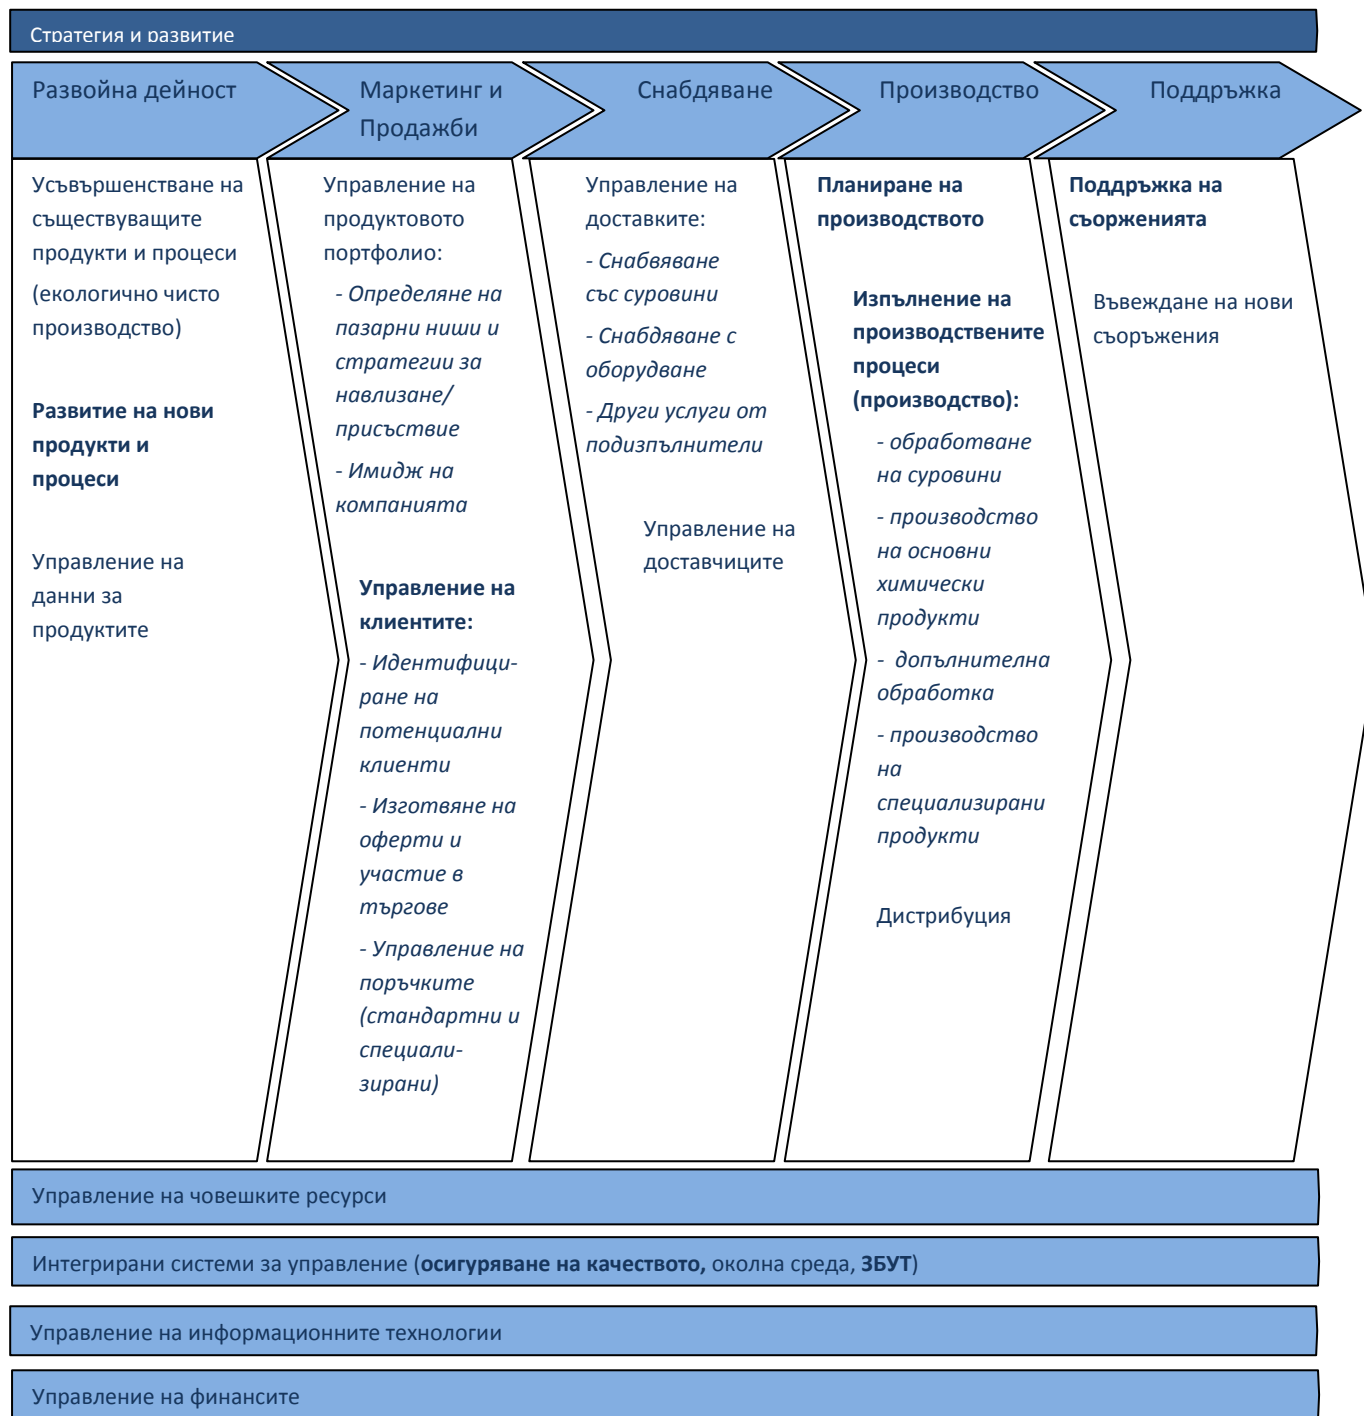 Стратегия и развитие
Развойна дейност
Маркетинг и
Продажби
Снабдяване
Производство
Поддръжка
Усъвършенстване на
съществуващите
продукти и процеси
(екологично чисто
производство)
Развитие на нови
продукти и
процеси
Управление на
данни за
продуктите
Управление на
продуктовото
портфолио:
- Определяне на
пазарни ниши и
стратегии за
навлизане/
присъствие
- Имидж на
компанията
Управление на
клиентите:
- Идентифици-
ране на
потенциални
клиенти
- Изготвяне на
оферти и
участие в
търгове
- Управление на
поръчките
(стандартни и
специали-
зирани)
Управление на
доставките:
- Снабвяване
със суровини
- Снабдяване с
оборудване
- Други услуги от
подизпълнители
Управление на
доставчиците
Планиране на
производството
Изпълнение на
производствените
процеси
(производство):
- обработване
на суровини
- производство
на основни
химически
продукти
- допълнителна
обработка
- производство
на
специализирани
продукти
Дистрибуция
Поддръжка на
съорженията
Въвеждане на нови
съоръжения
Управление на човешките ресурси
Интегрирани системи за управление (осигуряване на качеството, околна среда, ЗБУТ)
Управление на информационните технологии
Управление на финансите